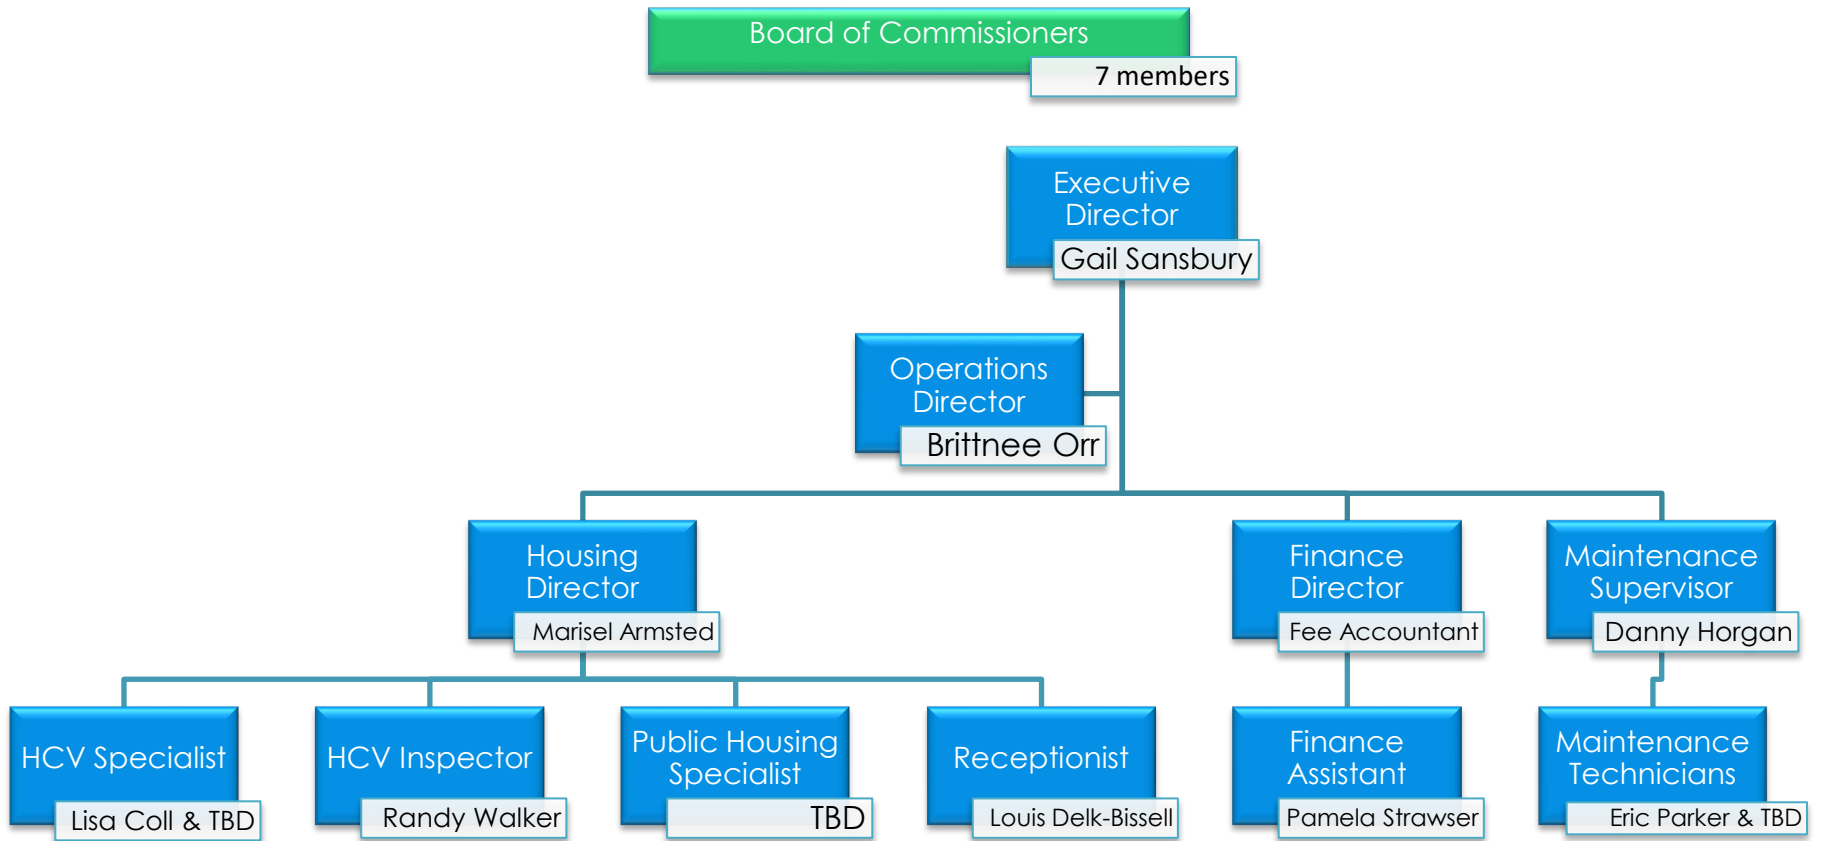 Board of Commissioners
7 members
Executive
Director
Gail Sansbury
Operations
Director
Brittnee Orr
Housing
Director
Marisel Armsted
Finance
Director
Fee Accountant
Maintenance
Supervisor
Danny Horgan
HCV Specialist
Lisa Coll & TBD
HCV Inspector
Randy Walker
Public Housing
Specialist
TBD
Receptionist
Louis Delk-Bissell
Finance
Assistant
Pamela Strawser
Maintenance
Technicians
Eric Parker & TBD